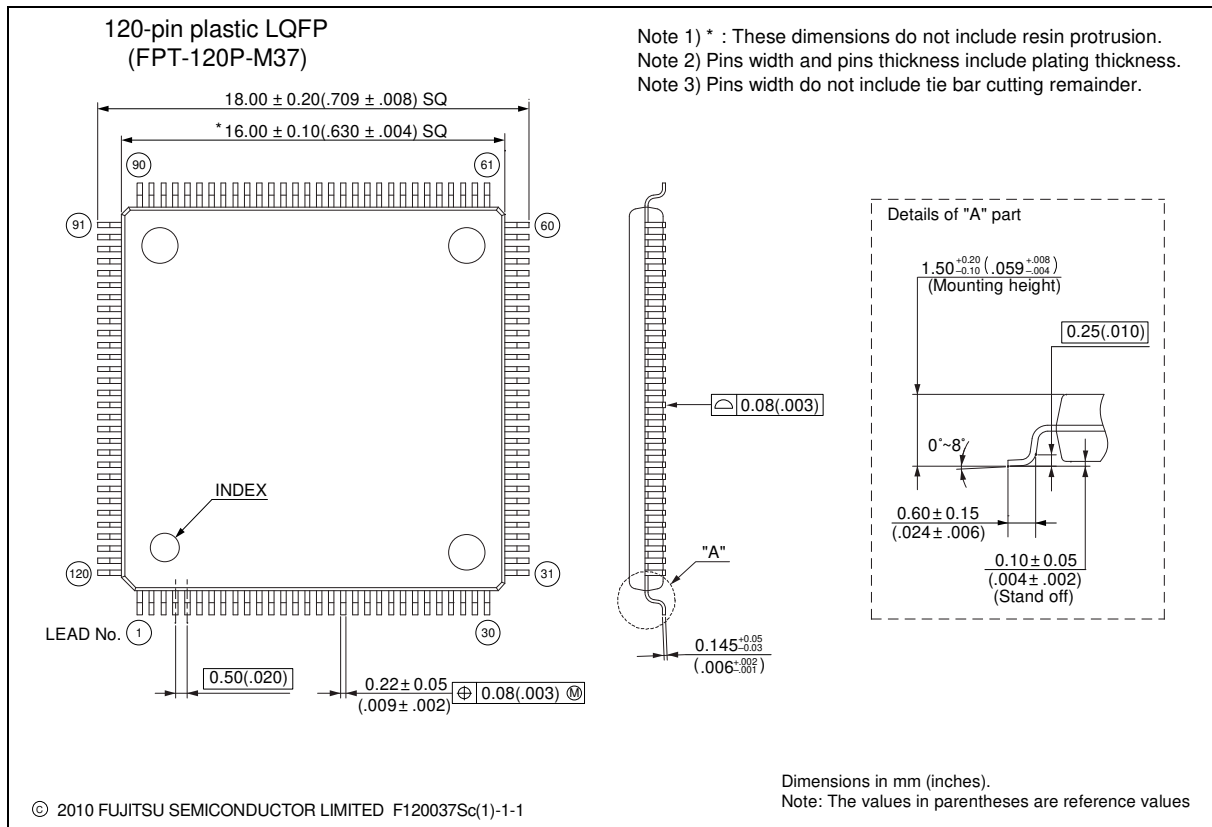 120-pin plastic LQFP
(FPT-120P-M37)
Note 1) * : These dimensions do not include resin protrusion.
Note 2) Pins width and pins thickness include plating thickness.
Note 3) Pins width do not include tie bar cutting remainder.
18.00 ± 0.20(.709 ± .008) SQ
*16.00 ± 0.10(.630 ± .004) SQ
90
61
91
60
INDEX
120
31
LEAD No.
1
30
0.50(.020)
0.22± 0.05
(.009± .002)
⌖ 0.08(.003) Ⓜ
⌓ 0.08(.003)
"A"
0.145+0.05 −0.03
(.006+.002 −.001)
Details of "A" part
1.50+0.20 −0.10 (.059+.008 −.004)
(Mounting height)
0.25(.010)
0°~8°
0.60± 0.15
(.024± .006)
0.10± 0.05
(.004± .002)
(Stand off)
© 2010 FUJITSU SEMICONDUCTOR LIMITED F120037Sc(1)-1-1
Dimensions in mm (inches).
Note: The values in parentheses are reference values